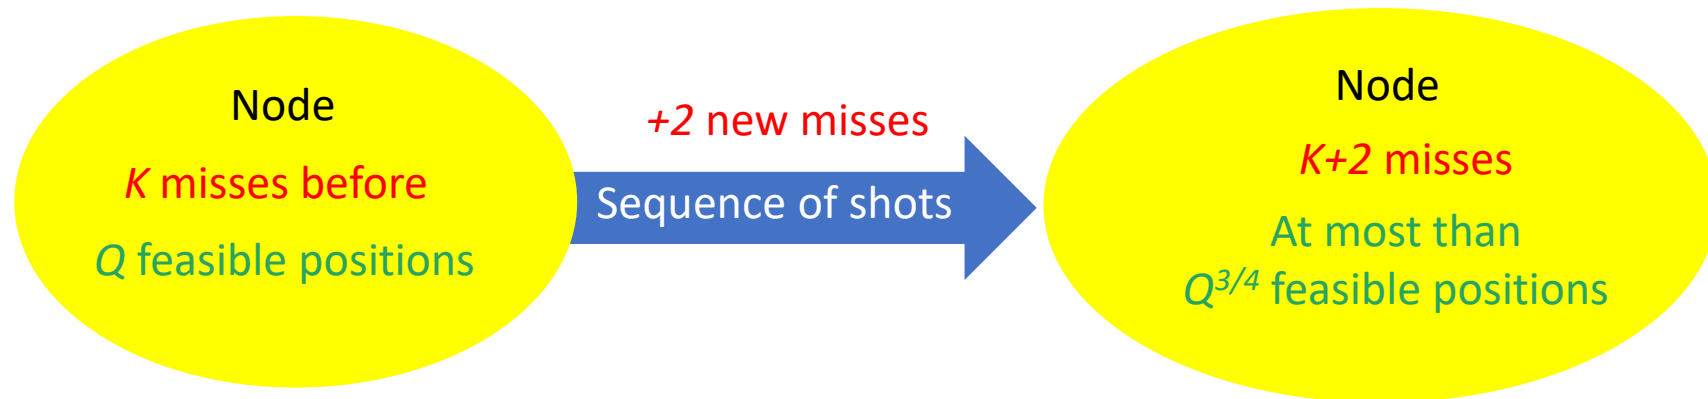 Node
K misses before
Q feasible positions
+2 new misses
Sequence of shots
Node
K+2 misses
At most than
Q^{3/4} feasible positions